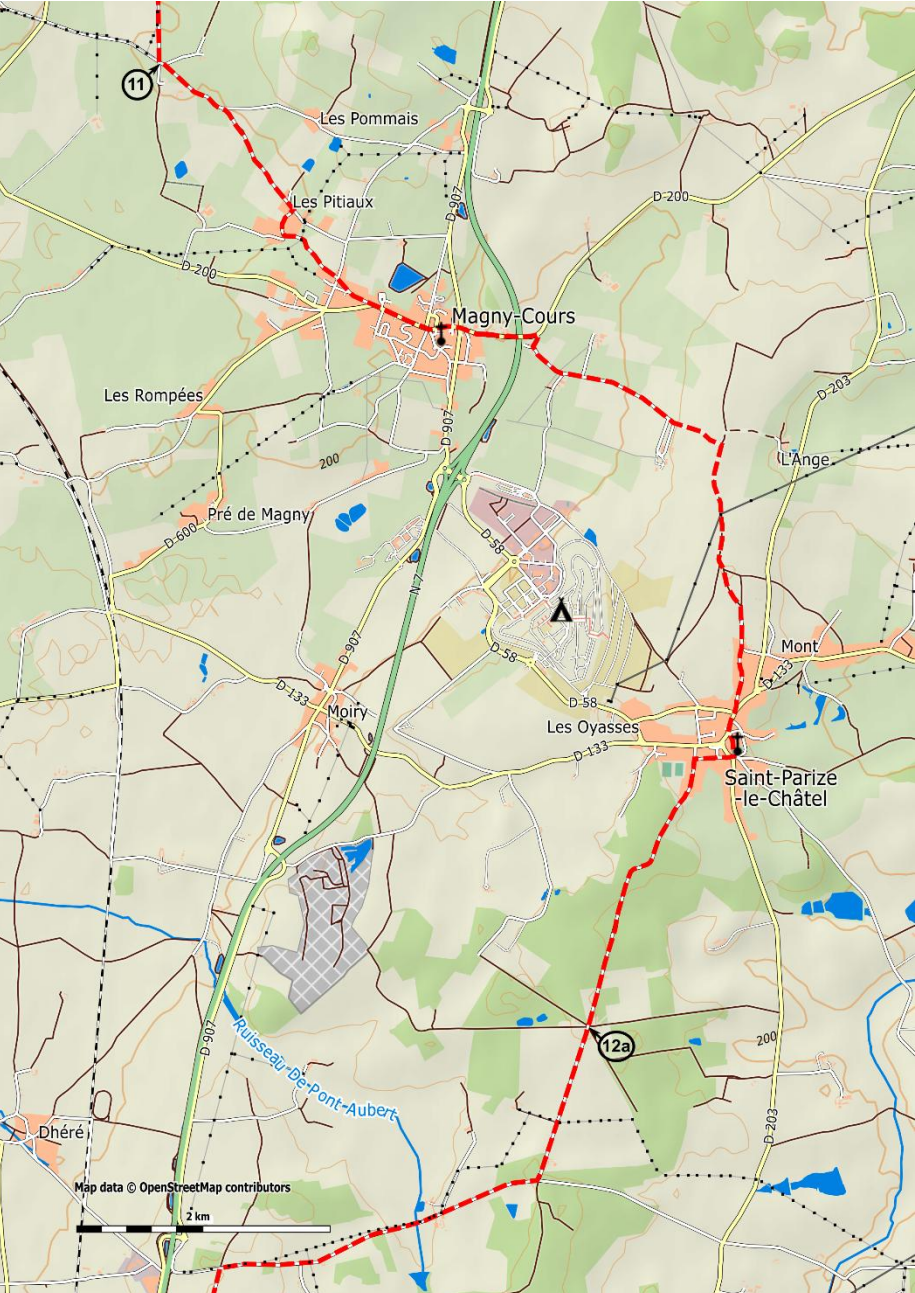 11
Les Pommais
D 907
D 200
Les Pitiaux
D 200
Magny-Cours
D 203
Les Rompées
D 907
200
L'Ange
Pré de Magny
D 600
D 58
N 7
D 907
D 58
Mont
D 133
D 133
D 58
Moiry
Les Oyasses
D 133
Saint-Parize
-le-Châtel
D 907
Ruisseau-De-Pont-Aubert
12a
200
D 203
Dhéré
Map data © OpenStreetMap contributors
2 km